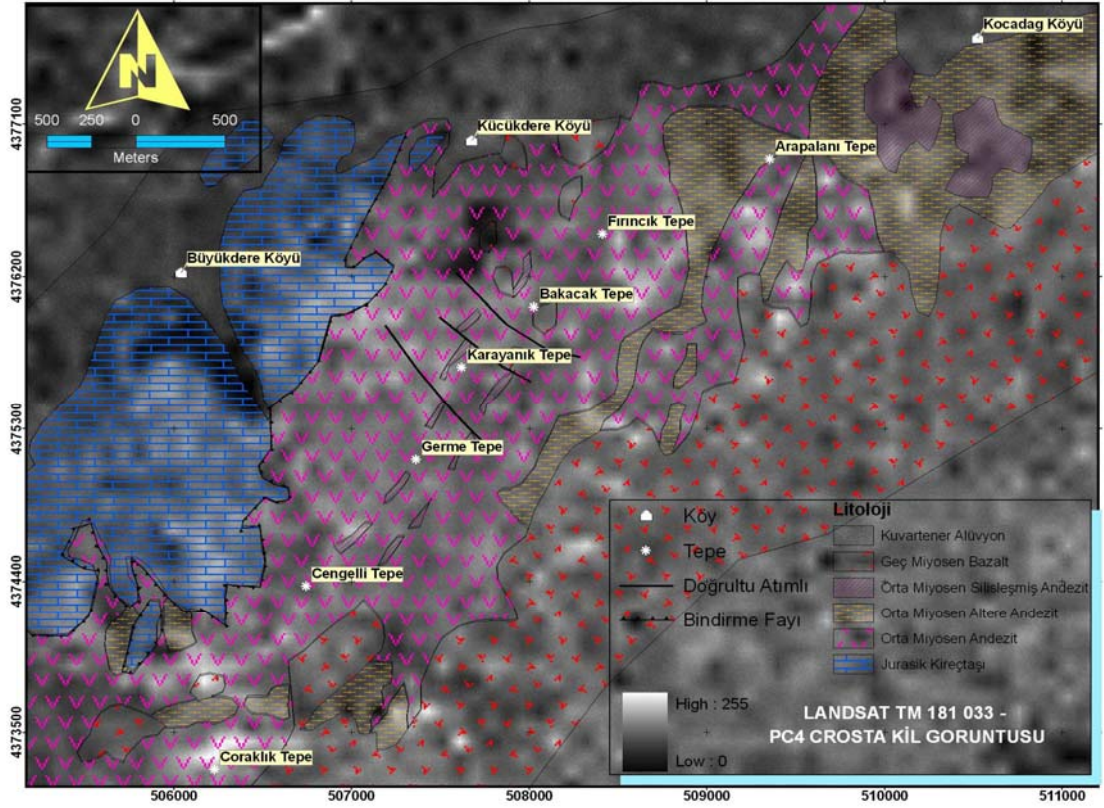 N
500 250 0 500
Meters
Kocadag Köyü
4377100
Kücükdere Köyü
Arapalanı Tepe
Fırıncık Tepe
Büyükdere Köyü
4376200
Bakacak Tepe
Karayanık Tepe
4375300
Germe Tepe
Cengelli Tepe
4374400
Coraklık Tepe
4373500
Köy
Tepe
Doğrultu Atımlı
Bindirme Fayı
Litoloji
Kuvartener Alüvyon
Geç Miyosen Bazalt
Orta Miyosen Silisleşmiş Andezit
Orta Miyosen Altere Andezit
Orta Miyosen Andezit
Jurasik Kireçtaşı
High : 255
Low : 0
LANDSAT TM 181 033 -
PC4 CROSTA KİL GORUNTUSU
506000 507000 508000 509000 510000 511000